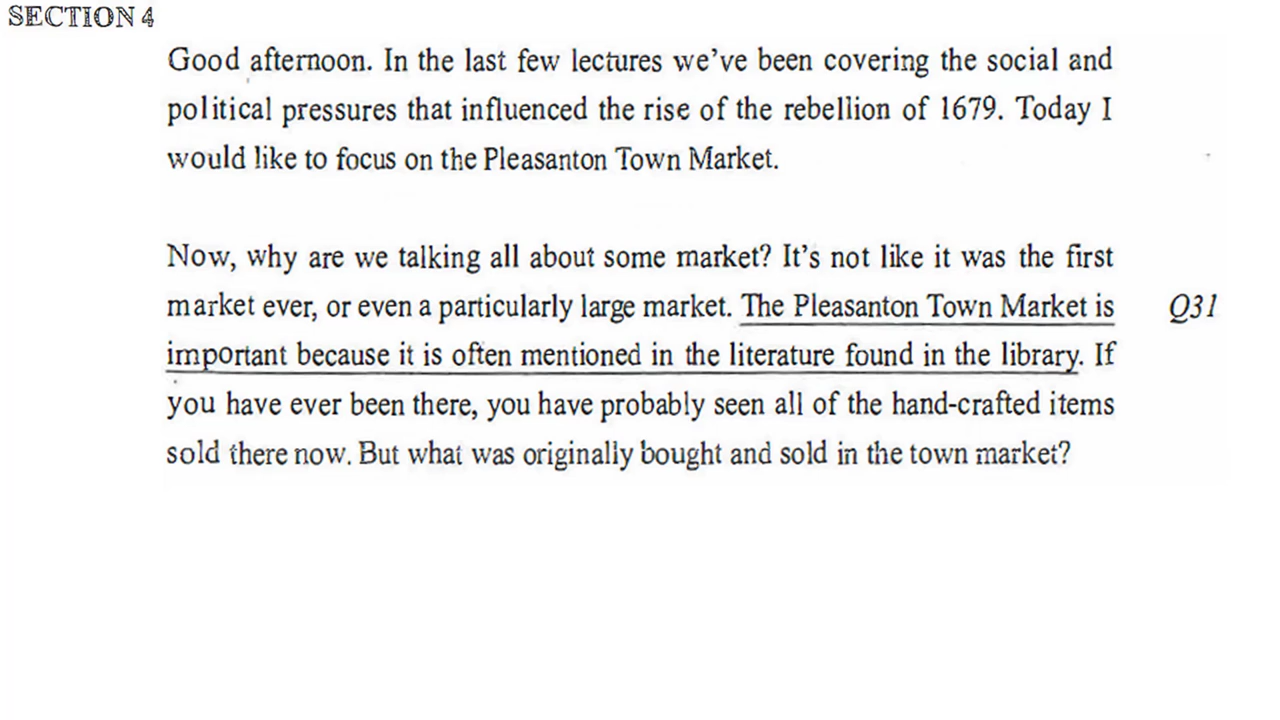 SECTION 4
Good afternoon. In the last few lectures we've been covering the social and
political pressures that influenced the rise of the rebellion of 1679. Today I
would like to focus on the Pleasanton Town Market.
Now, why are we talking all about some market? It's not like it was the first
market ever, or even a particularly large market. The Pleasanton Town Market is
Q31
important because it is often mentioned in the literature found in the library. If
you have ever been there, you have probably seen all of the hand-crafted items
sold there now. But what was originally bought and sold in the town market?